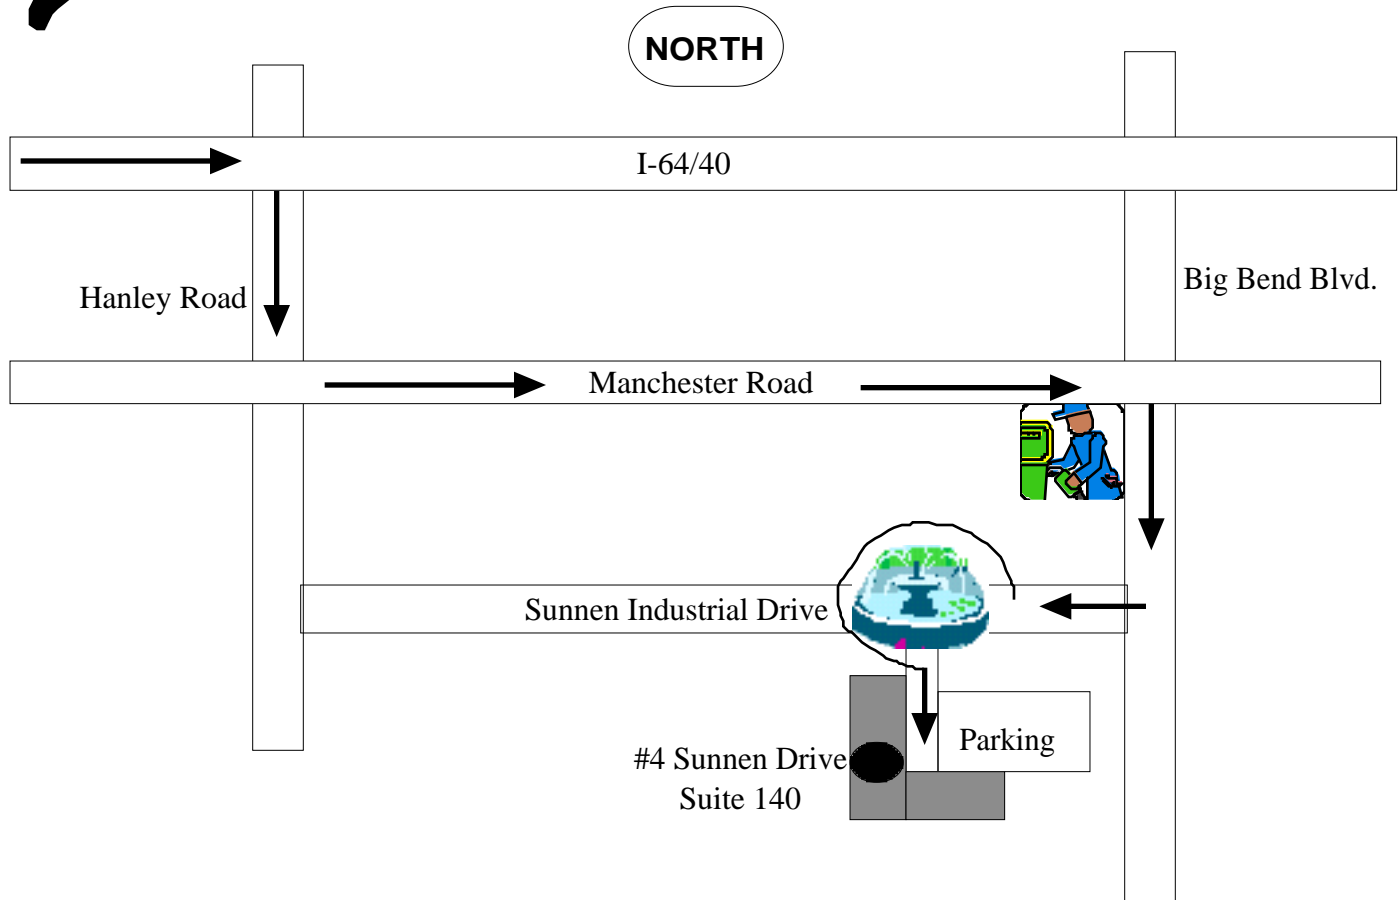 NORTH
I-64/40
Hanley Road
Big Bend Blvd.
Manchester Road
Sunnen Industrial Drive
Parking
#4 Sunnen Drive
Suite 140